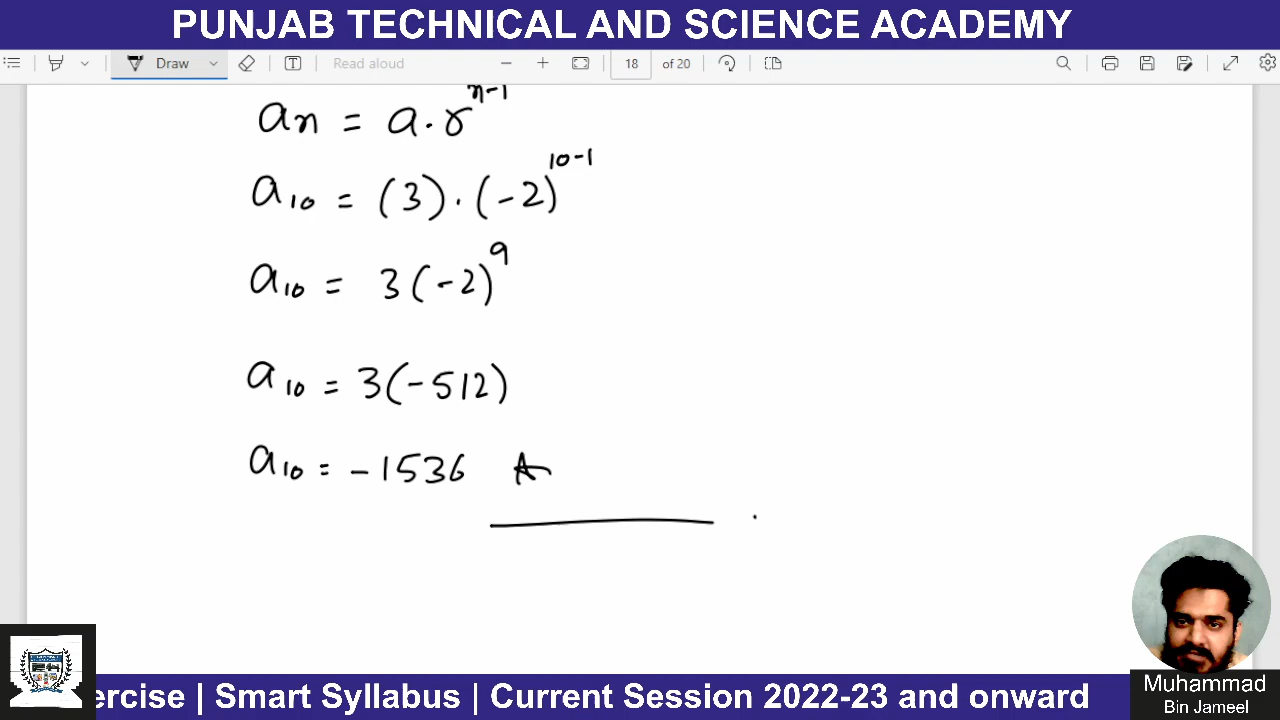 PUNJAB TECHNICAL AND SCIENCE ACADEMY
Draw Read aloud 18 of 20
an = a · r^n-1
a10 = (3) · (-2)^10-1
a10 = 3(-2)^9
a10 = 3(-512)
a10 = -1536 A
ercise | Smart Syllabus | Current Session 2022-23 and onward
Muhammad
Bin Jameel